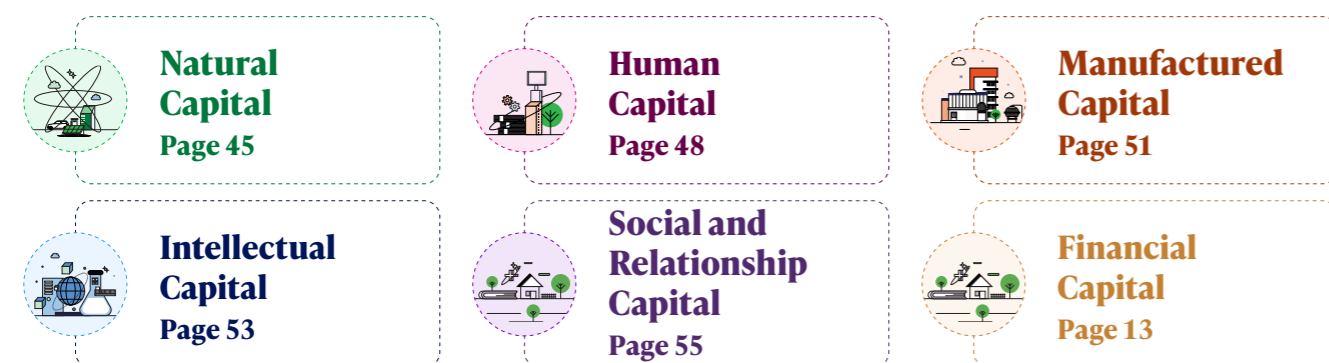 Natural
Capital
Page 45
Human
Capital
Page 48
Manufactured
Capital
Page 51
Intellectual
Capital
Page 53
Social and
Relationship
Capital
Page 55
Financial
Capital
Page 13